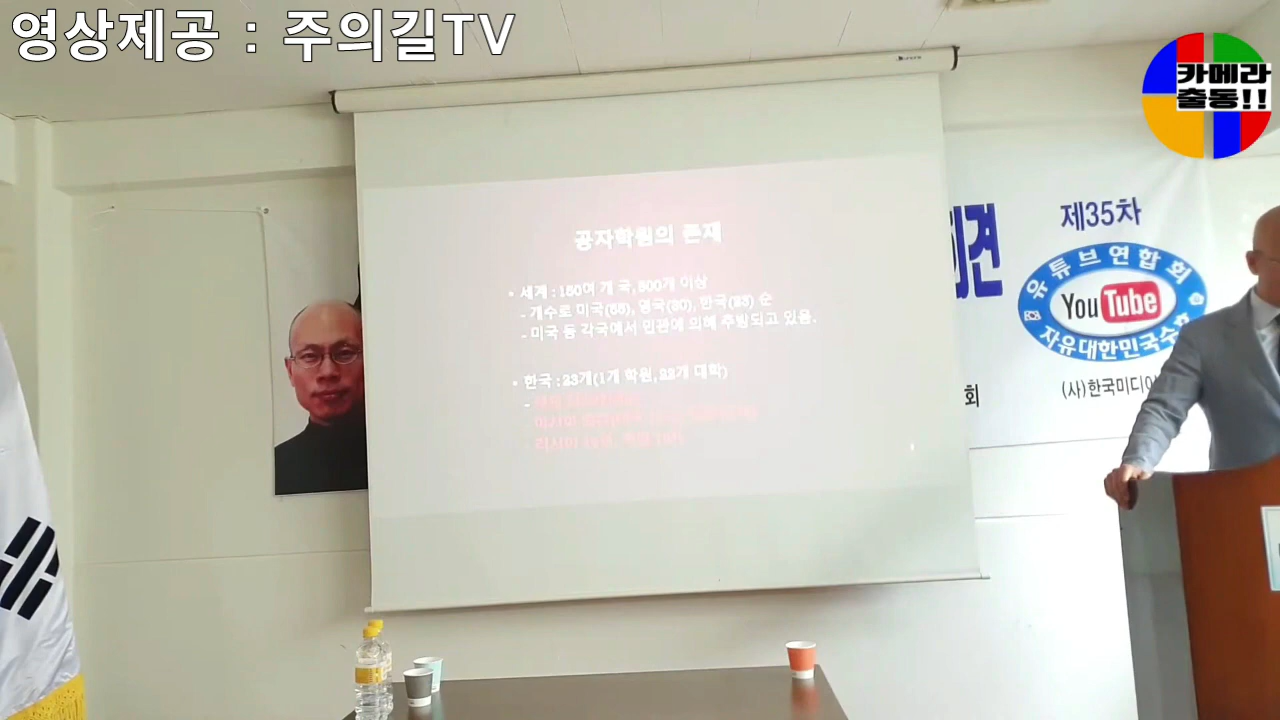 영상제공 : 주의길TV
카메라
출동!!
공자학원의 존재
• 세계 : 150여 개 국, 500개 이상
- 개수로 미국(65), 영국(30), 한국(23) 순
- 미국 등 각국에서 민관에 의해 추방되고 있음.
• 한국 : 23개(1개 학원, 22개 대학)
회견
제35차
유튜브연합회
YouTube
자유대한민국수호
회
(사)한국미디어